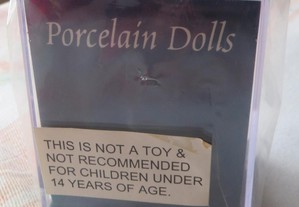 Porcelain Dolls
THIS IS NOT A TOY &
NOT RECOMMENDED
FOR CHILDREN UNDER
14 YEARS OF AGE.